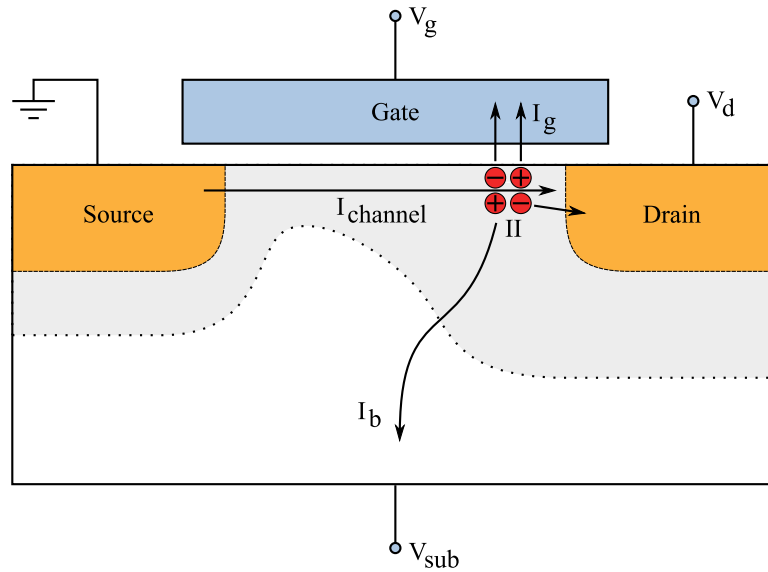 Vg
Gate
Ig
Vd
− +
Source
Ichannel
+ −
II
Drain
Ib
Vsub